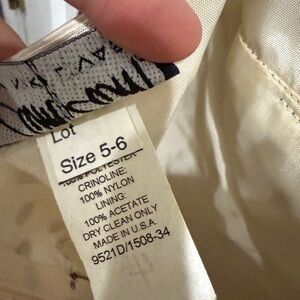 Lot
Size 5-6
100% POLYESTER
CRINOLINE:
100% NYLON
LINING:
100% ACETATE
DRY CLEAN ONLY
MADE IN U.S.A.
9521D/1508-34